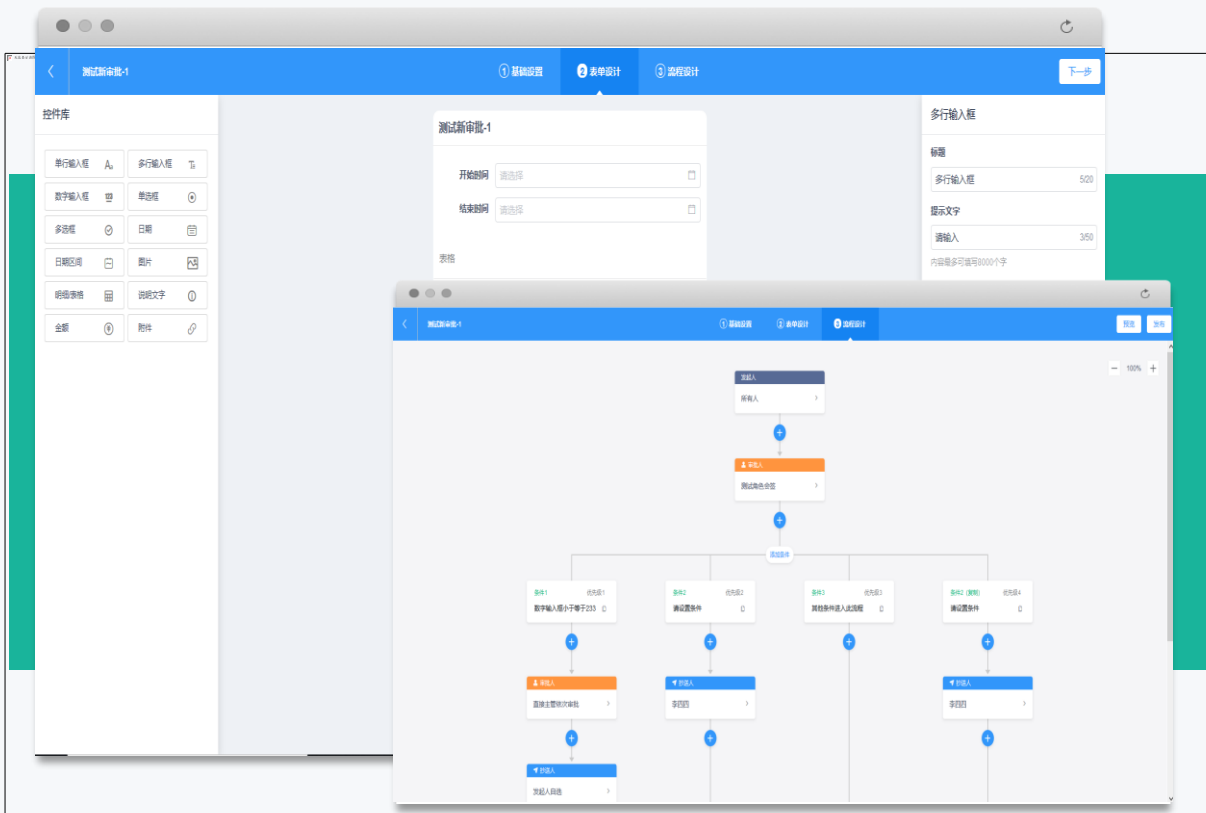 测试新审批-1
1 基础设置
2 表单设计
3 流程设计
下一步
控件库
单行输入框
多行输入框
数字输入框
单选框
多选框
日期
日期区间
图片
明细/表格
说明文字
金额
附件
测试新审批-1
开始时间 请选择
结束时间 请选择
表格
多行输入框
标题
多行输入框 5/20
提示文字
请输入 3/50
内容最多可填写8000个字
测试新审批-1
1 基础设置
2 表单设计
3 流程设计
预览
发布
100%
发起人
所有人
审批人
测试角色会签
添加条件
条件1 优先级1
数字输入框小于等于233
条件2 优先级2
请设置条件
条件3 优先级3
其他条件进入此流程
条件2 (复制) 优先级4
请设置条件
审批人
直接主管依次审批
抄送人
李四四
抄送人
李四四
抄送人
发起人自选